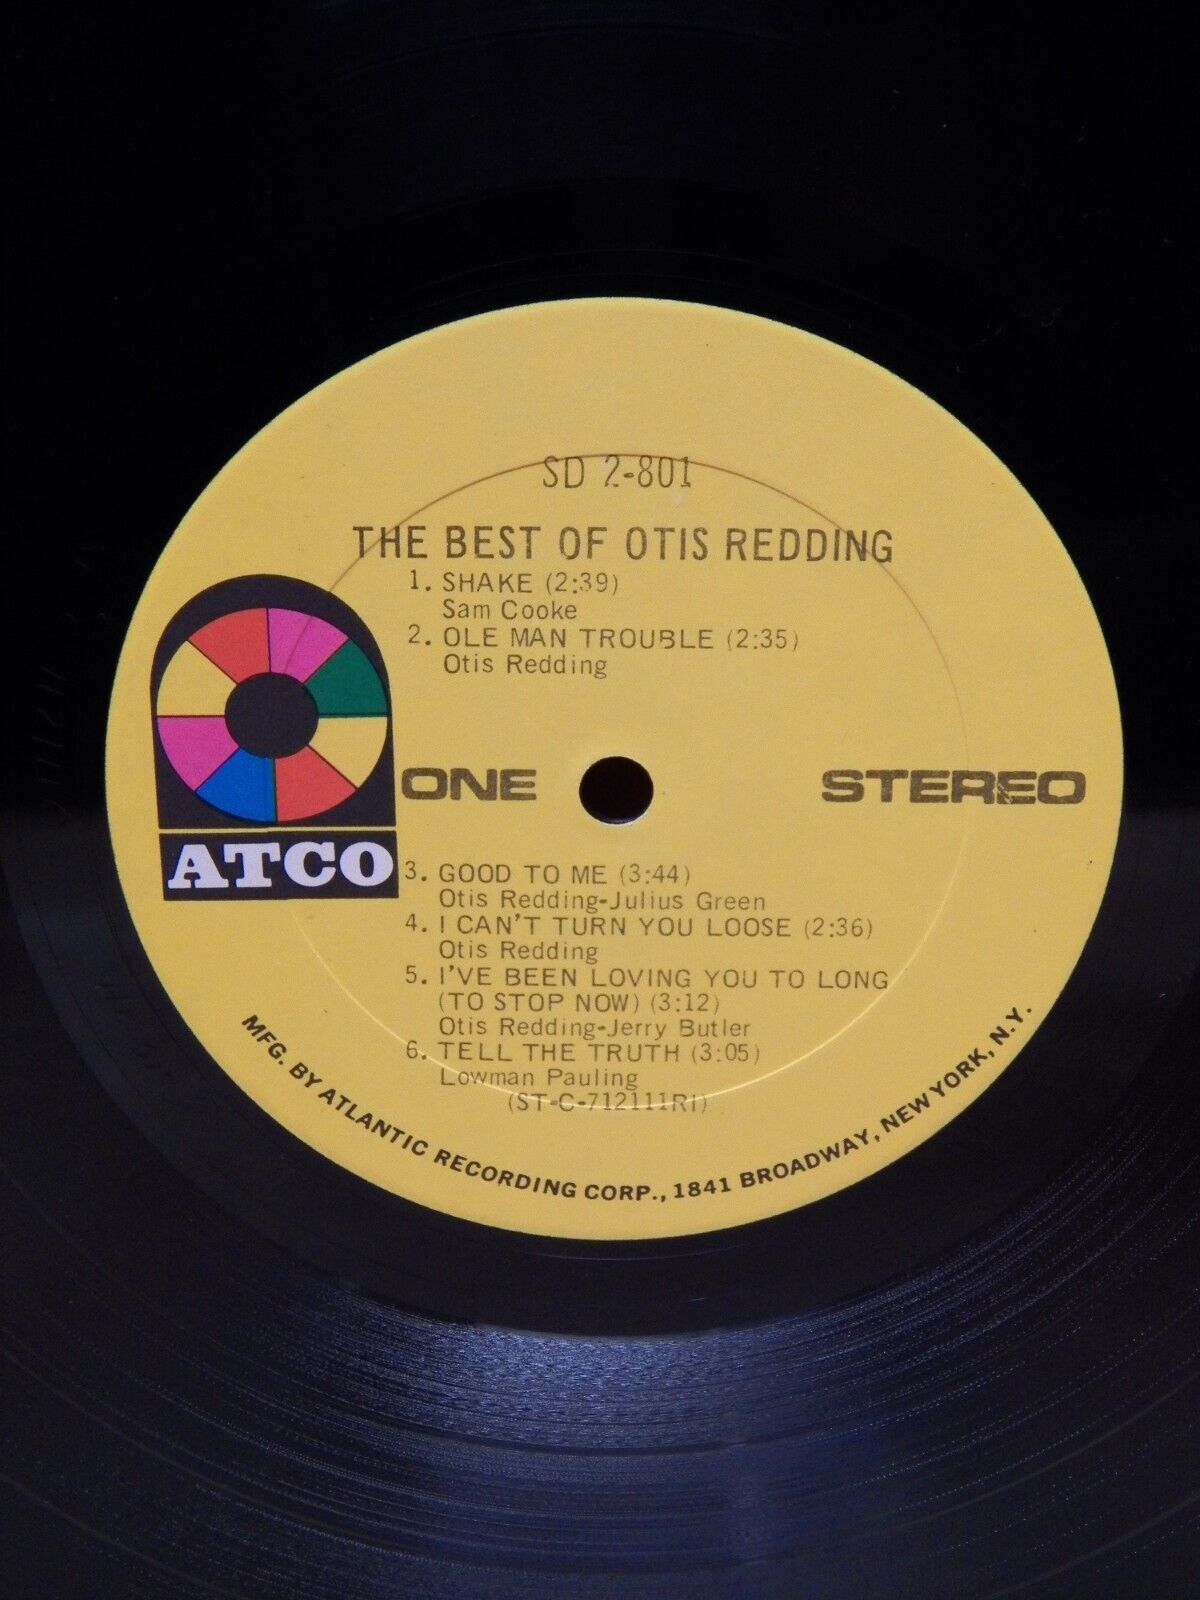 SD 2-801
THE BEST OF OTIS REDDING
1. SHAKE (2:39)
Sam Cooke
2. OLE MAN TROUBLE (2:35)
Otis Redding
ONE
STEREO
ATCO
3. GOOD TO ME (3:44)
Otis Redding-Julius Green
4. I CAN'T TURN YOU LOOSE (2:36)
Otis Redding
5. I'VE BEEN LOVING YOU TO LONG
(TO STOP NOW) (3:12)
Otis Redding-Jerry Butler
6. TELL THE TRUTH (3:05)
Lowman Pauling
(ST-C-712111RI)
MFG. BY ATLANTIC RECORDING CORP., 1841 BROADWAY, NEW YORK, N.Y.